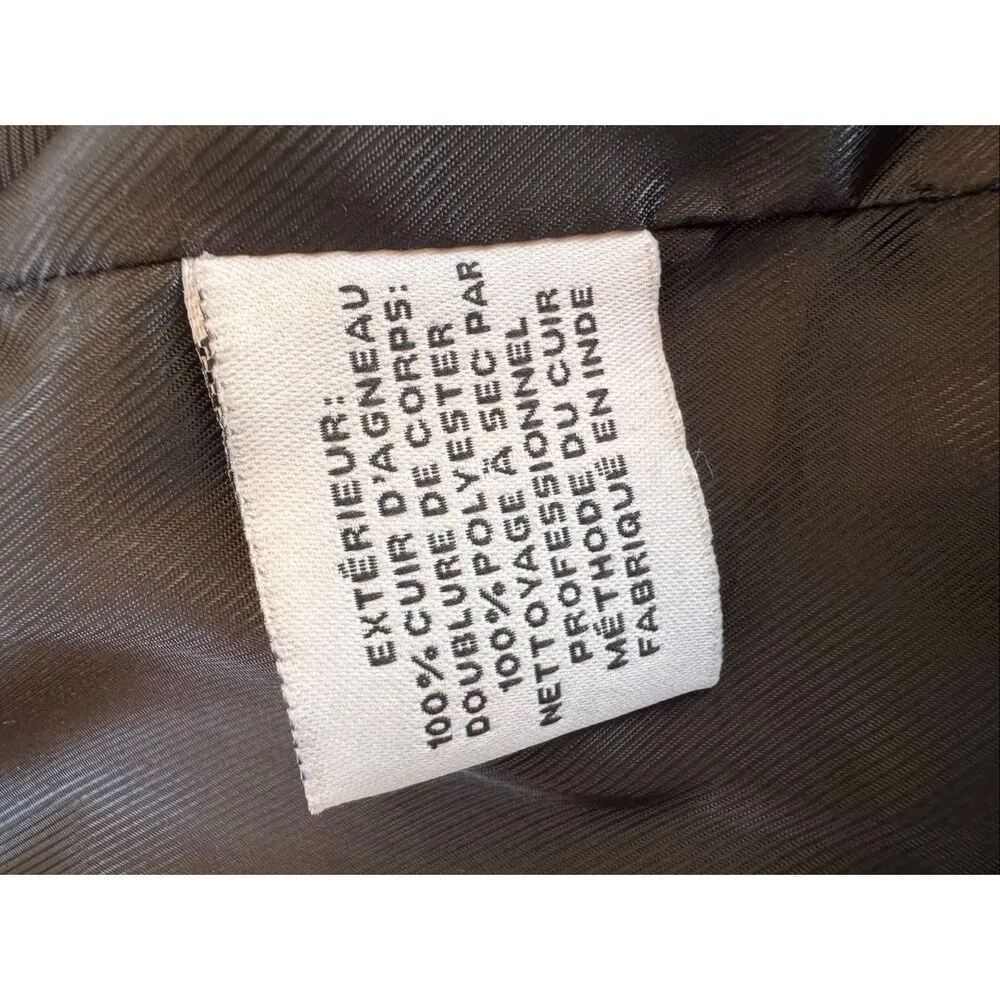 EXTÉRIEUR:
100% CUIR D'AGNEAU
DOUBLURE DE CORPS:
100% POLYESTER
NETTOYAGE À SEC PAR
PROFESSIONNEL
MÉTHODE DU CUIR
FABRIQUÉ EN INDE